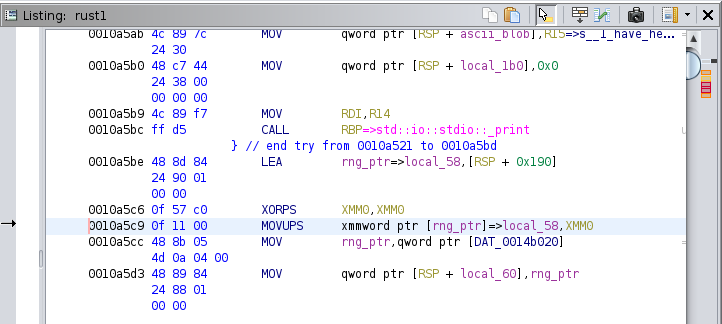 Listing: rust1
0010a5ab 4c 89 7c MOV qword ptr [RSP + ascii_blob],R15=>s__I_have_he...
24 30
0010a5b0 48 c7 44 MOV qword ptr [RSP + local_1b0],0x0
24 38 00
00 00 00
0010a5b9 4c 89 f7 MOV RDI,R14
0010a5bc ff d5 CALL RBP=>std::io::stdio::_print
} // end try from 0010a521 to 0010a5bd
0010a5be 48 8d 84 LEA rng_ptr=>local_58,[RSP + 0x190]
24 90 01
00 00
0010a5c6 0f 57 c0 XORPS XMM0,XMM0
0010a5c9 0f 11 00 MOVUPS xmmword ptr [rng_ptr]=>local_58,XMM0
0010a5cc 48 8b 05 MOV rng_ptr,qword ptr [DAT_0014b020]
4d 0a 04 00
0010a5d3 48 89 84 MOV qword ptr [RSP + local_60],rng_ptr
24 88 01
00 00